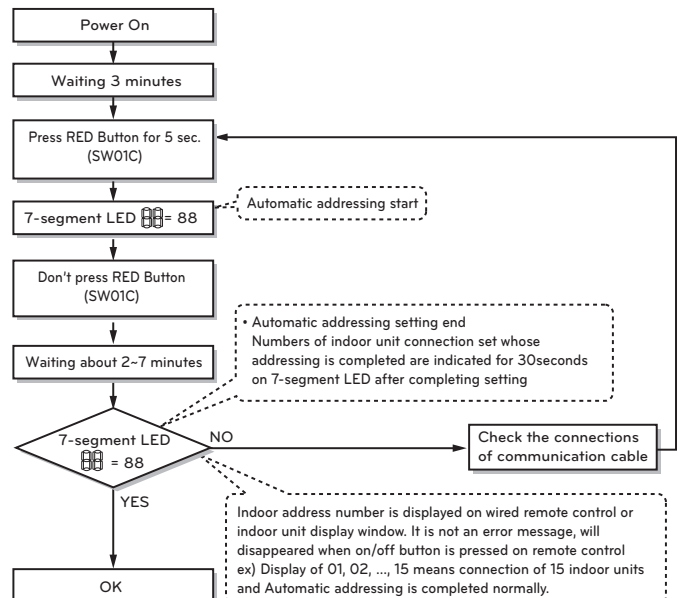 Power On
Waiting 3 minutes
Press RED Button for 5 sec.
(SW01C)
7-segment LED 88 = 88
Automatic addressing start
Don't press RED Button
(SW01C)
• Automatic addressing setting end
Numbers of indoor unit connection set whose
addressing is completed are indicated for 30seconds
on 7-segment LED after completing setting
Waiting about 2~7 minutes
7-segment LED
88 = 88
NO
Check the connections
of communication cable
YES
Indoor address number is displayed on wired remote control or
indoor unit display window. It is not an error message, will
disappeared when on/off button is pressed on remote control
ex) Display of 01, 02, ..., 15 means connection of 15 indoor units
and Automatic addressing is completed normally.
OK